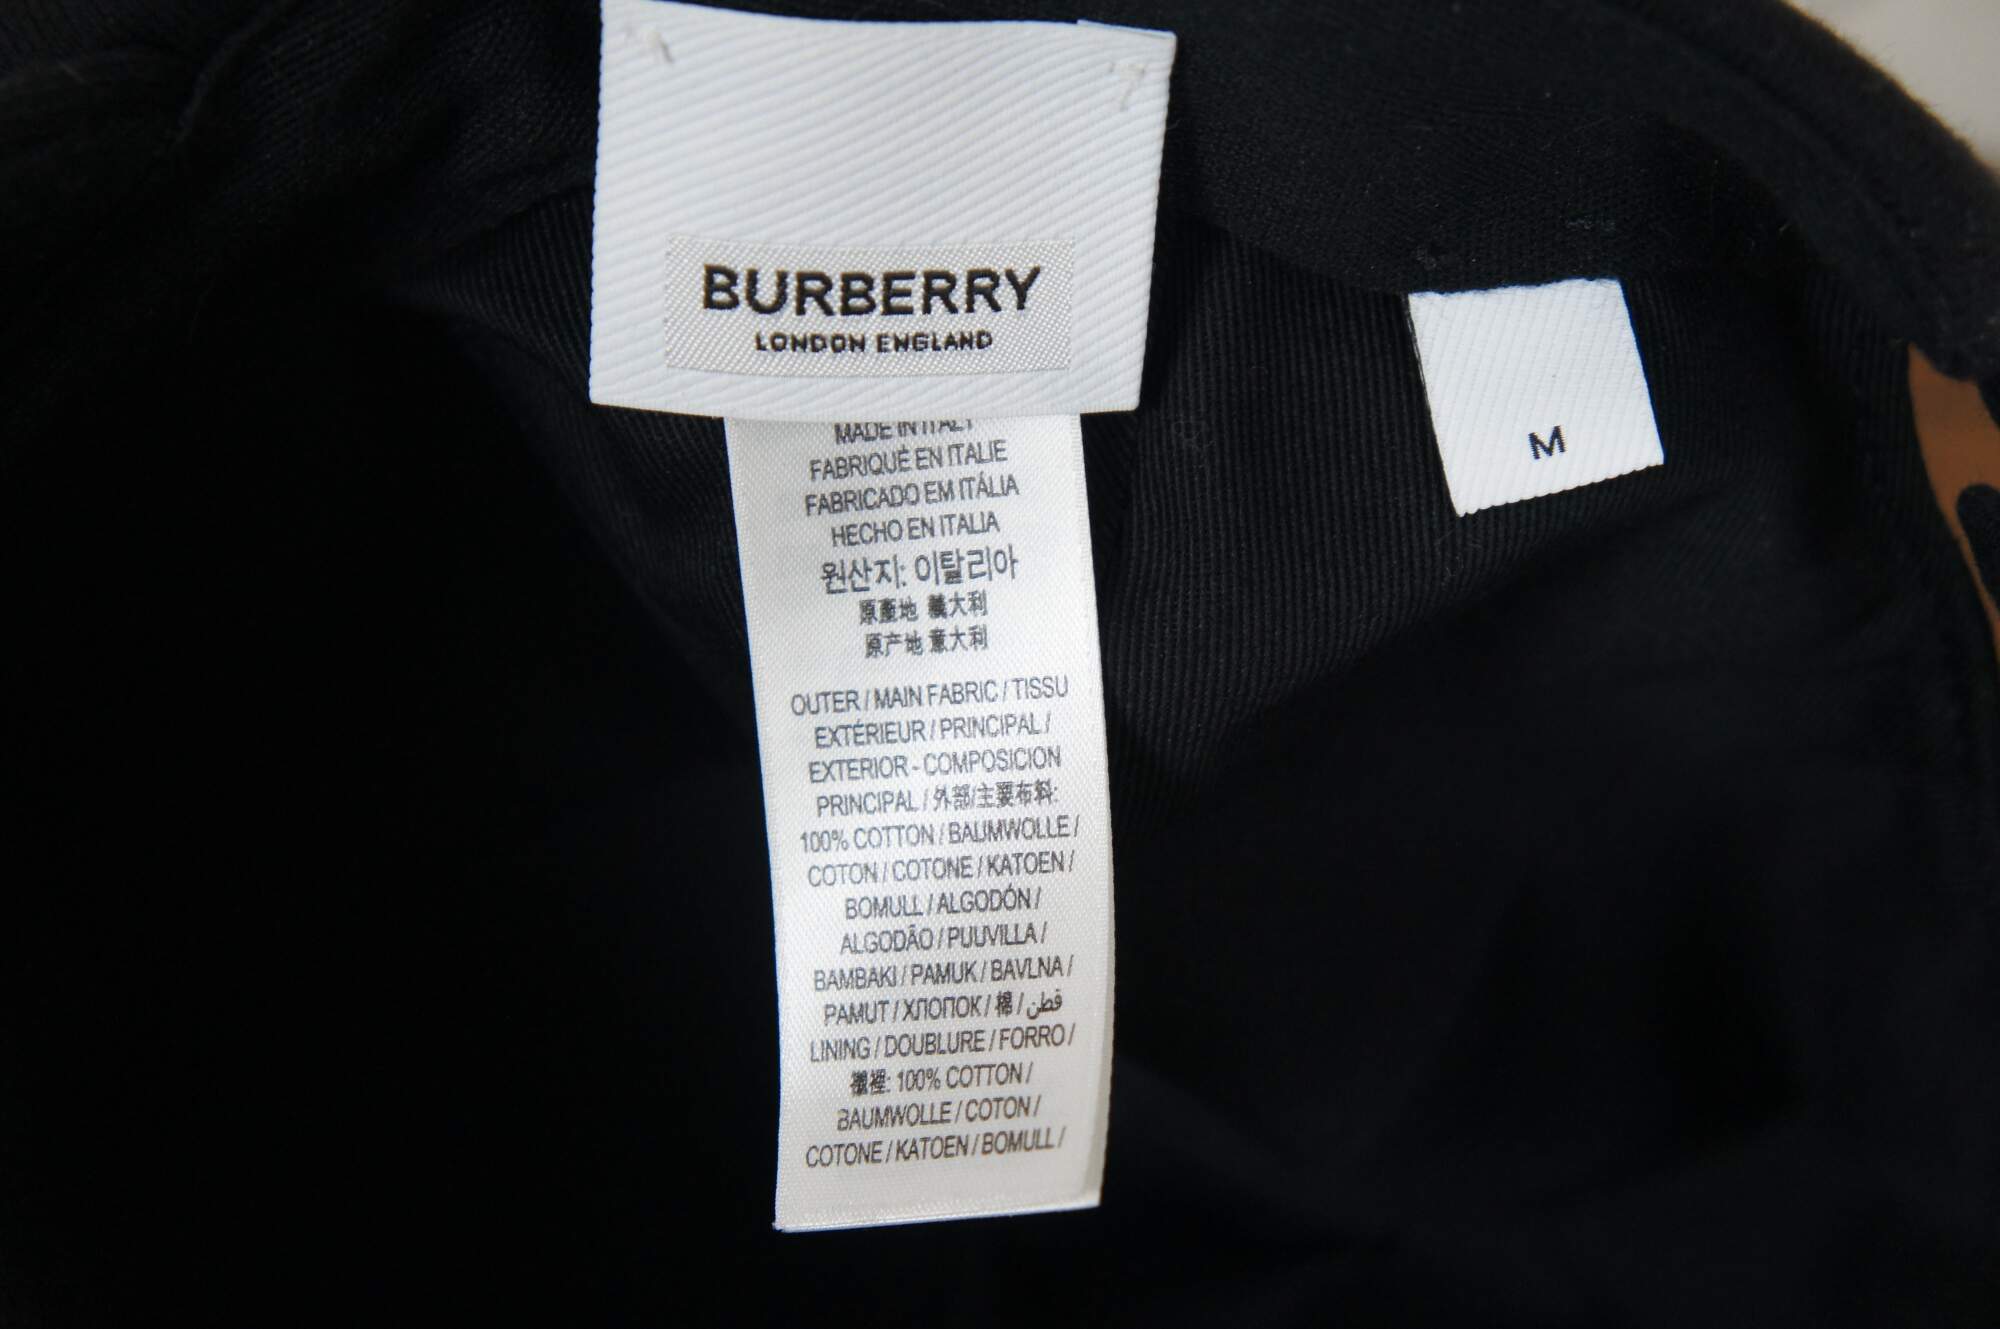 BURBERRY
LONDON ENGLAND
MADE IN ITALY
FABRIQUÉ EN ITALIE
FABRICADO EM ITÁLIA
HECHO EN ITALIA
원산지: 이탈리아
原產地 義大利
原产地 意大利
OUTER / MAIN FABRIC / TISSU
EXTÉRIEUR / PRINCIPAL /
EXTERIOR - COMPOSICION
PRINCIPAL / 外部/主要布料:
100% COTTON / BAUMWOLLE /
COTON / COTONE / KATOEN /
BOMULL / ALGODÓN /
ALGODÃO / PUUVILLA /
BAMBAKI / PAMUK / BAVLNA /
PAMUT / ХЛОПОК / 棉 / قطن
LINING / DOUBLURE / FORRO /
襯裡: 100% COTTON /
BAUMWOLLE / COTON /
COTONE / KATOEN / BOMULL /
M